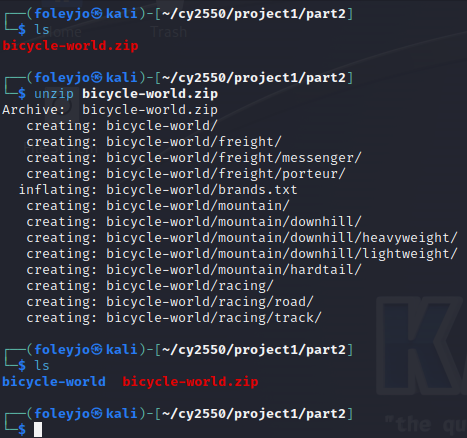 Home Trash
┌──(foleyjo㉿kali)-[~/cy2550/project1/part2]
└─$ ls
bicycle-world.zip
┌──(foleyjo㉿kali)-[~/cy2550/project1/part2]
└─$ unzip bicycle-world.zip
Archive:  bicycle-world.zip
   creating: bicycle-world/
   creating: bicycle-world/freight/
   creating: bicycle-world/freight/messenger/
   creating: bicycle-world/freight/porteur/
  inflating: bicycle-world/brands.txt
   creating: bicycle-world/mountain/
   creating: bicycle-world/mountain/downhill/
   creating: bicycle-world/mountain/downhill/heavyweight/
   creating: bicycle-world/mountain/downhill/lightweight/
   creating: bicycle-world/mountain/hardtail/
   creating: bicycle-world/racing/
   creating: bicycle-world/racing/road/
   creating: bicycle-world/racing/track/
┌──(foleyjo㉿kali)-[~/cy2550/project1/part2]
└─$ ls
bicycle-world  bicycle-world.zip
┌──(foleyjo㉿kali)-[~/cy2550/project1/part2]
└─$
"the qu